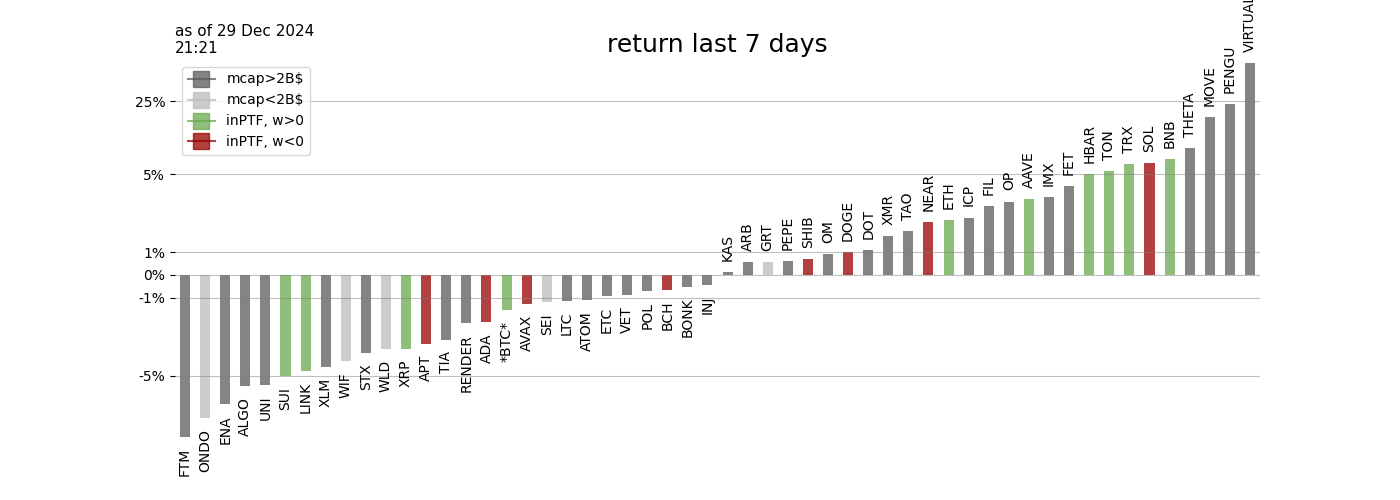 as of 29 Dec 2024
21:21
return last 7 days
mcap>2B$
mcap<2B$
inPTF, w>0
inPTF, w<0
25%
5%
1%
0%
-1%
-5%
FTM
ONDO
ENA
ALGO
UNI
SUI
LINK
XLM
WIF
STX
WLD
XRP
APT
TIA
RENDER
ADA
*BTC*
AVAX
SEI
LTC
ATOM
ETC
VET
POL
BCH
BONK
INJ
KAS
ARB
GRT
PEPE
SHIB
OM
DOGE
DOT
XMR
TAO
NEAR
ETH
ICP
FIL
OP
AAVE
IMX
FET
HBAR
TON
TRX
SOL
BNB
THETA
MOVE
PENGU
VIRTUAL